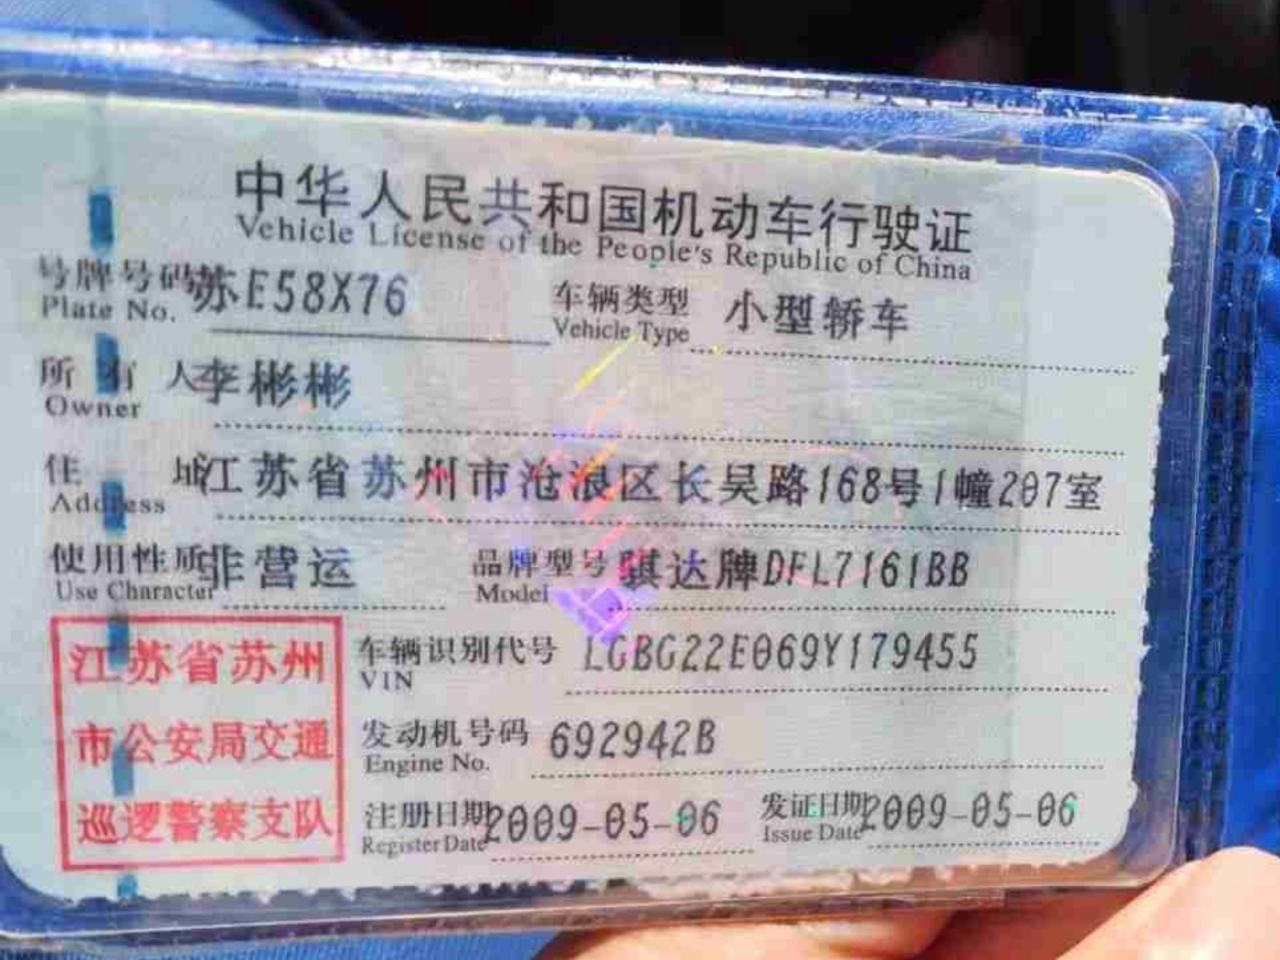 中华人民共和国机动车行驶证
Vehicle License of the People's Republic of China
号牌号码 苏E58X76 车辆类型 小型轿车
Plate No. Vehicle Type
所有人 李彬彬
Owner
住址 江苏省苏州市沧浪区长吴路168号1幢207室
Address
使用性质 非营运 品牌型号 骐达牌DFL7161BB
Use Character Model
车辆识别代号 LGBG22E069Y179455
VIN
发动机号码 692942B
Engine No.
注册日期 2009-05-06 发证日期 2009-05-06
Register Date Issue Date
江苏省苏州
市公安局交通
巡逻警察支队